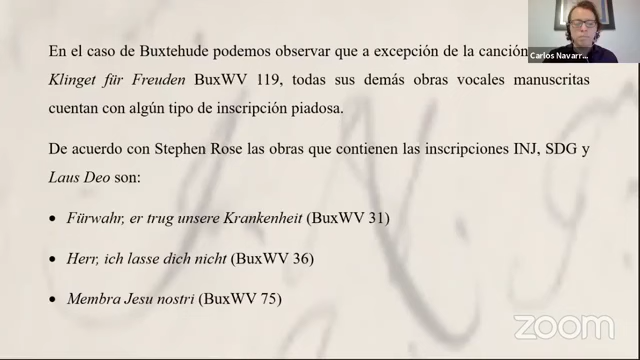 En el caso de Buxtehude podemos observar que a excepción de la canción
Klinget für Freuden BuxWV 119, todas sus demás obras vocales manuscritas
cuentan con algún tipo de inscripción piadosa.
De acuerdo con Stephen Rose las obras que contienen las inscripciones INJ, SDG y
Laus Deo son:
• Fürwahr, er trug unsere Krankenheit (BuxWV 31)
• Herr, ich lasse dich nicht (BuxWV 36)
• Membra Jesu nostri (BuxWV 75)
Carlos Navarr...
zoom